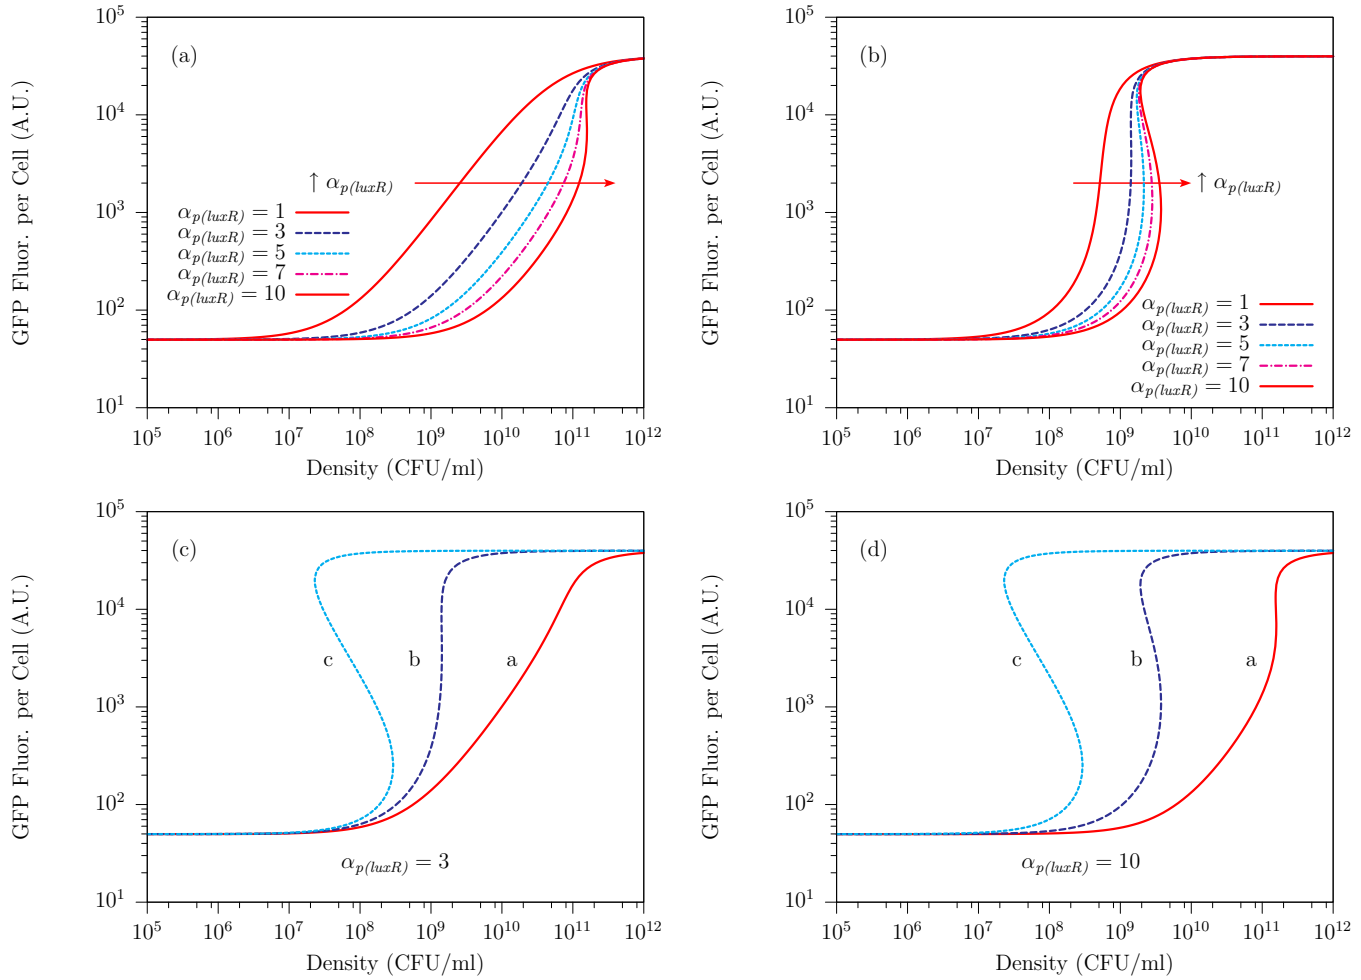 (a)
GFP Fluor. per Cell (A.U.)
10^5
10^4
10^3
10^2
10^1
↑ α_p(luxR)
α_p(luxR) = 1
α_p(luxR) = 3
α_p(luxR) = 5
α_p(luxR) = 7
α_p(luxR) = 10
10^5 10^6 10^7 10^8 10^9 10^10 10^11 10^12
Density (CFU/ml)
(b)
GFP Fluor. per Cell (A.U.)
10^5
10^4
10^3
10^2
10^1
↑ α_p(luxR)
α_p(luxR) = 1
α_p(luxR) = 3
α_p(luxR) = 5
α_p(luxR) = 7
α_p(luxR) = 10
10^5 10^6 10^7 10^8 10^9 10^10 10^11 10^12
Density (CFU/ml)
(c)
GFP Fluor. per Cell (A.U.)
10^5
10^4
10^3
10^2
10^1
c b a
α_p(luxR) = 3
10^5 10^6 10^7 10^8 10^9 10^10 10^11 10^12
Density (CFU/ml)
(d)
GFP Fluor. per Cell (A.U.)
10^5
10^4
10^3
10^2
10^1
c b a
α_p(luxR) = 10
10^5 10^6 10^7 10^8 10^9 10^10 10^11 10^12
Density (CFU/ml)